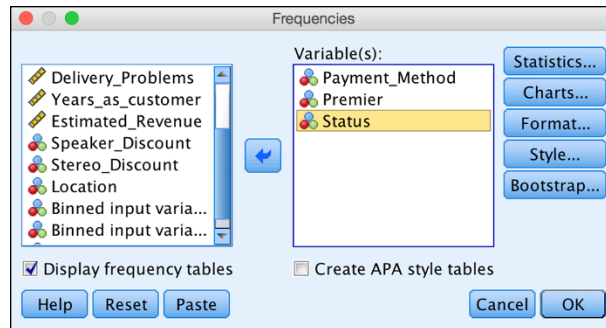 Frequencies
Delivery_Problems
Years_as_customer
Estimated_Revenue
Speaker_Discount
Stereo_Discount
Location
Binned input varia...
Binned input varia...
Variable(s):
Payment_Method
Premier
Status
Statistics...
Charts...
Format...
Style...
Bootstrap...
Display frequency tables
Create APA style tables
Help
Reset
Paste
Cancel
OK